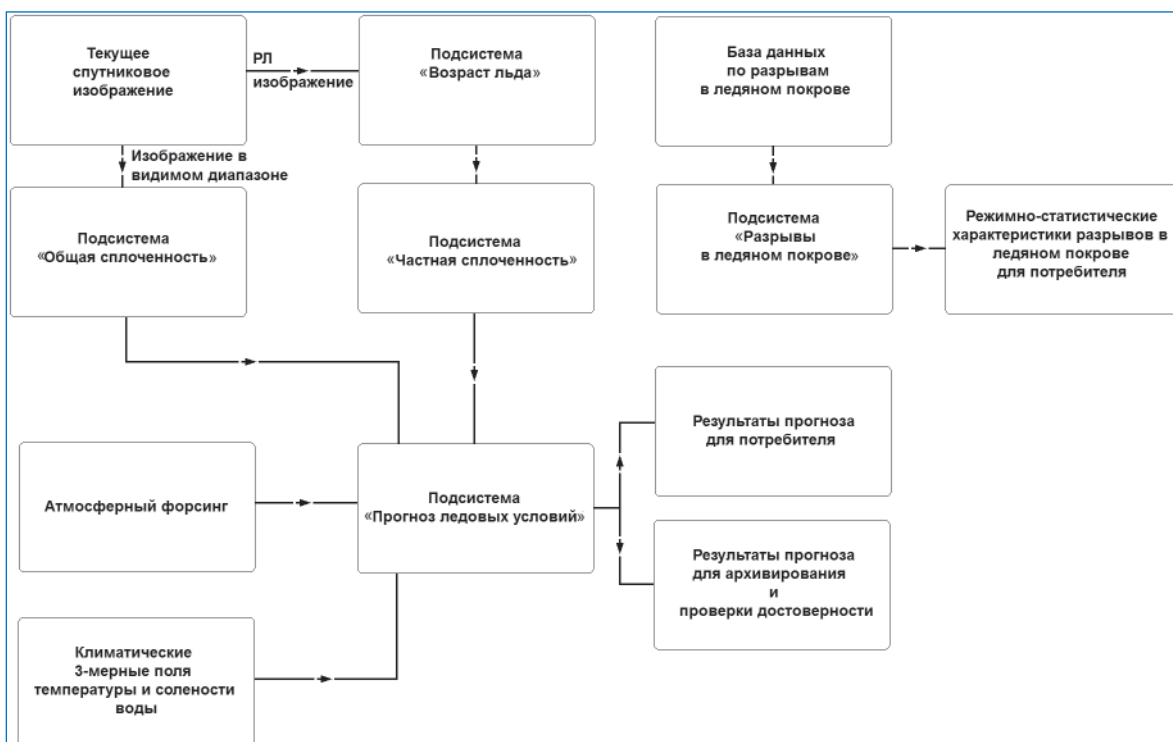 Текущее
спутниковое
изображение
РЛ
изображение
Подсистема
«Возраст льда»
База данных
по разрывам
в ледяном покрове
Изображение в
видимом диапазоне
Подсистема
«Общая сплоченность»
Подсистема
«Частная сплоченность»
Подсистема
«Разрывы
в ледяном покрове»
Режимно-статистические
характеристики разрывов в
ледяном покрове
для потребителя
Результаты прогноза
для потребителя
Атмосферный форсинг
Подсистема
«Прогноз ледовых условий»
Результаты прогноза
для архивирования
и
проверки достоверности
Климатические
3-мерные поля
температуры и солености
воды